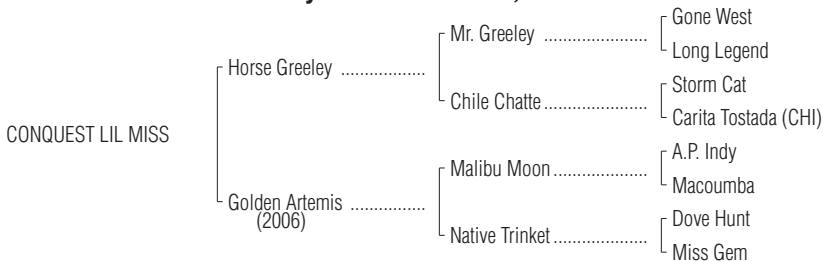 Gone West
Mr. Greeley ....................
Long Legend
Horse Greeley ..................
Storm Cat
Chile Chatte ....................
Carita Tostada (CHI)
CONQUEST LIL MISS
A.P. Indy
Malibu Moon ..................
Macoumba
Golden Artemis ................
(2006)
Dove Hunt
Native Trinket ..................
Miss Gem